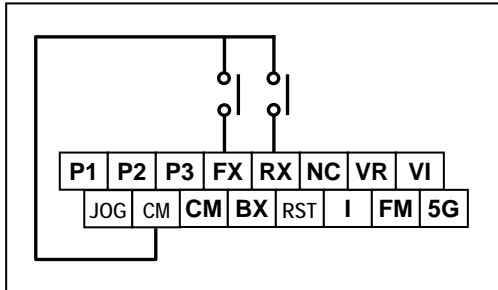 P1 P2 P3 FX RX NC VR VI
JOG CM CM BX RST I FM 5G